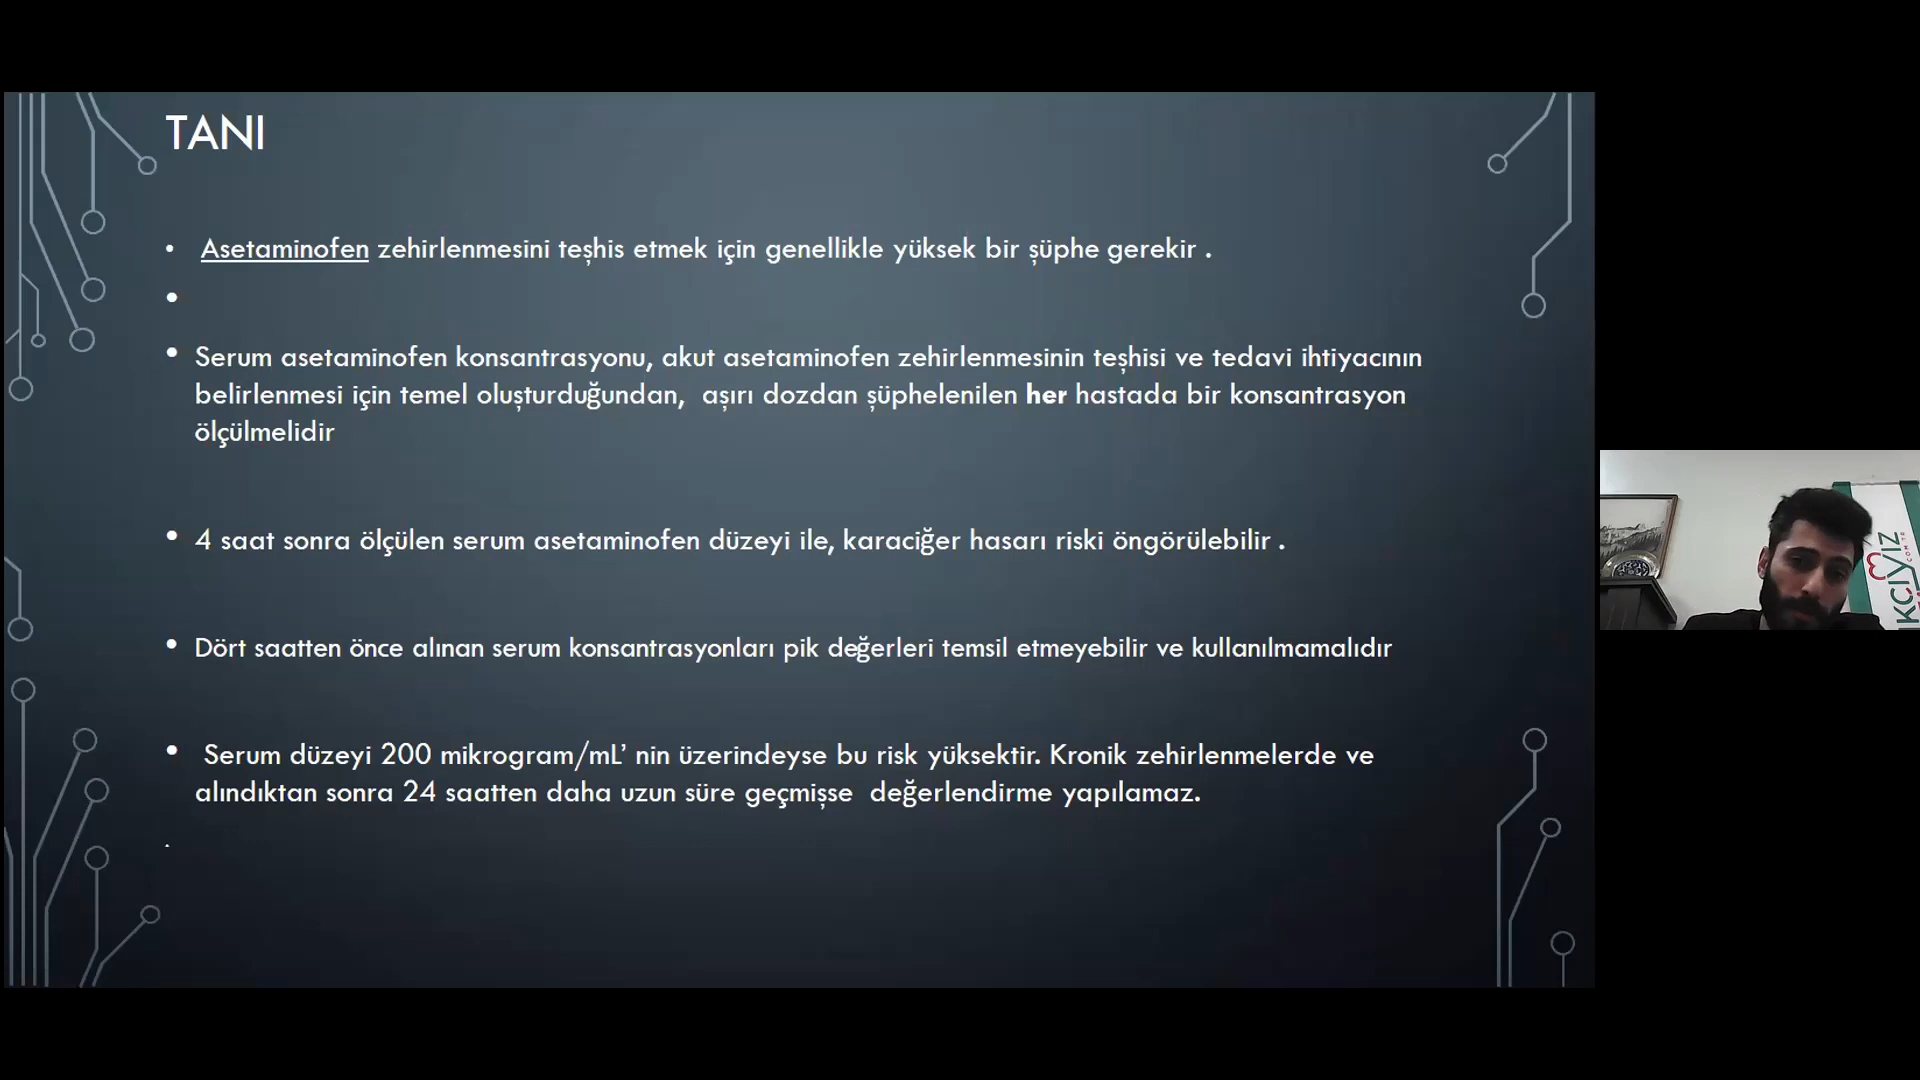 TANI
• Asetaminofen zehirlenmesini teşhis etmek için genellikle yüksek bir şüphe gerekir .
•
• Serum asetaminofen konsantrasyonu, akut asetaminofen zehirlenmesinin teşhisi ve tedavi ihtiyacının
belirlenmesi için temel oluşturduğundan,  aşırı dozdan şüphelenilen her hastada bir konsantrasyon
ölçülmelidir
• 4 saat sonra ölçülen serum asetaminofen düzeyi ile, karaciğer hasarı riski öngörülebilir .
• Dört saatten önce alınan serum konsantrasyonları pik değerleri temsil etmeyebilir ve kullanılmamalıdır
• Serum düzeyi 200 mikrogram/mL’ nin üzerindeyse bu risk yüksektir. Kronik zehirlenmelerde ve
alındıktan sonra 24 saatten daha uzun süre geçmişse  değerlendirme yapılamaz.
.